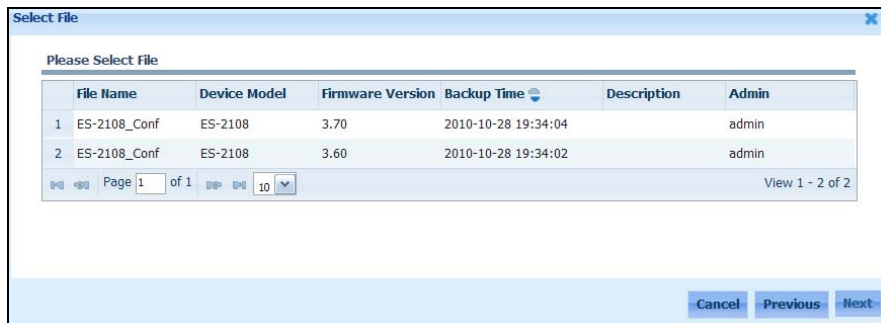 Select File
Please Select File
File Name Device Model Firmware Version Backup Time Description Admin
1 ES-2108_Conf ES-2108 3.70 2010-10-28 19:34:04 admin
2 ES-2108_Conf ES-2108 3.60 2010-10-28 19:34:02 admin
Page 1 of 1 10 View 1 - 2 of 2
Cancel Previous Next